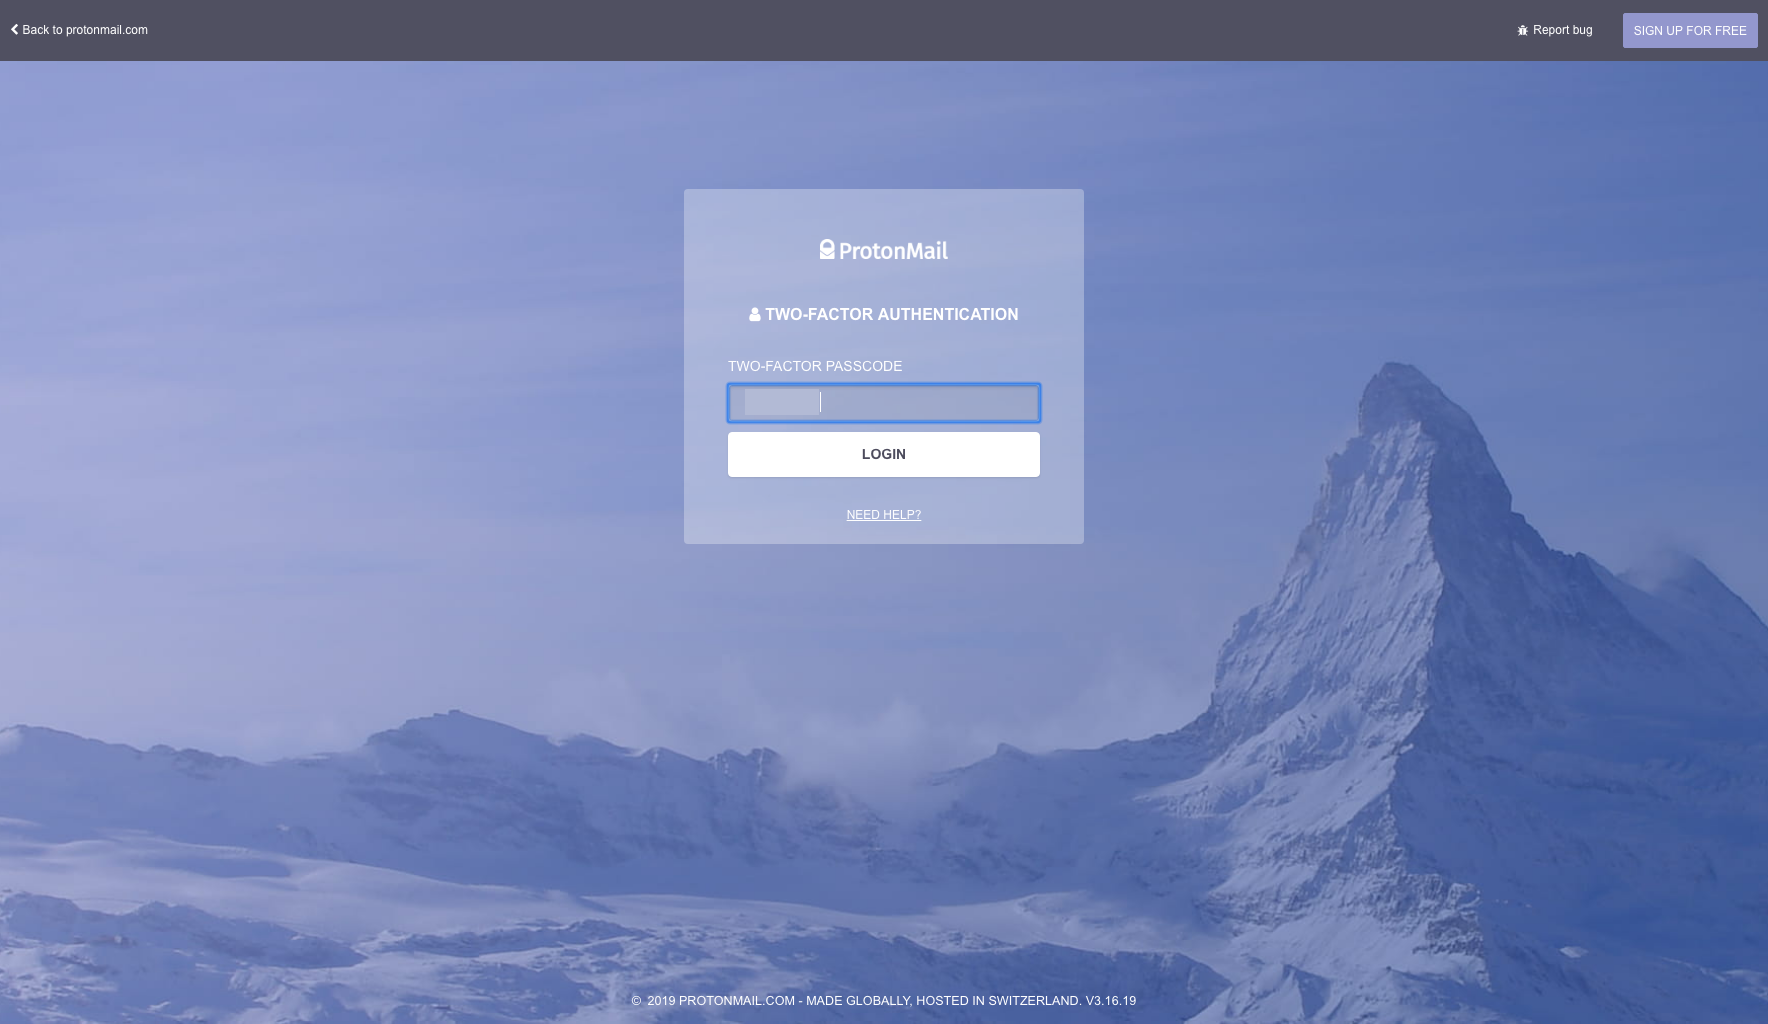 Back to protonmail.com
Report bug
SIGN UP FOR FREE
ProtonMail
TWO-FACTOR AUTHENTICATION
TWO-FACTOR PASSCODE
LOGIN
NEED HELP?
© 2019 PROTONMAIL.COM - MADE GLOBALLY, HOSTED IN SWITZERLAND. V3.16.19